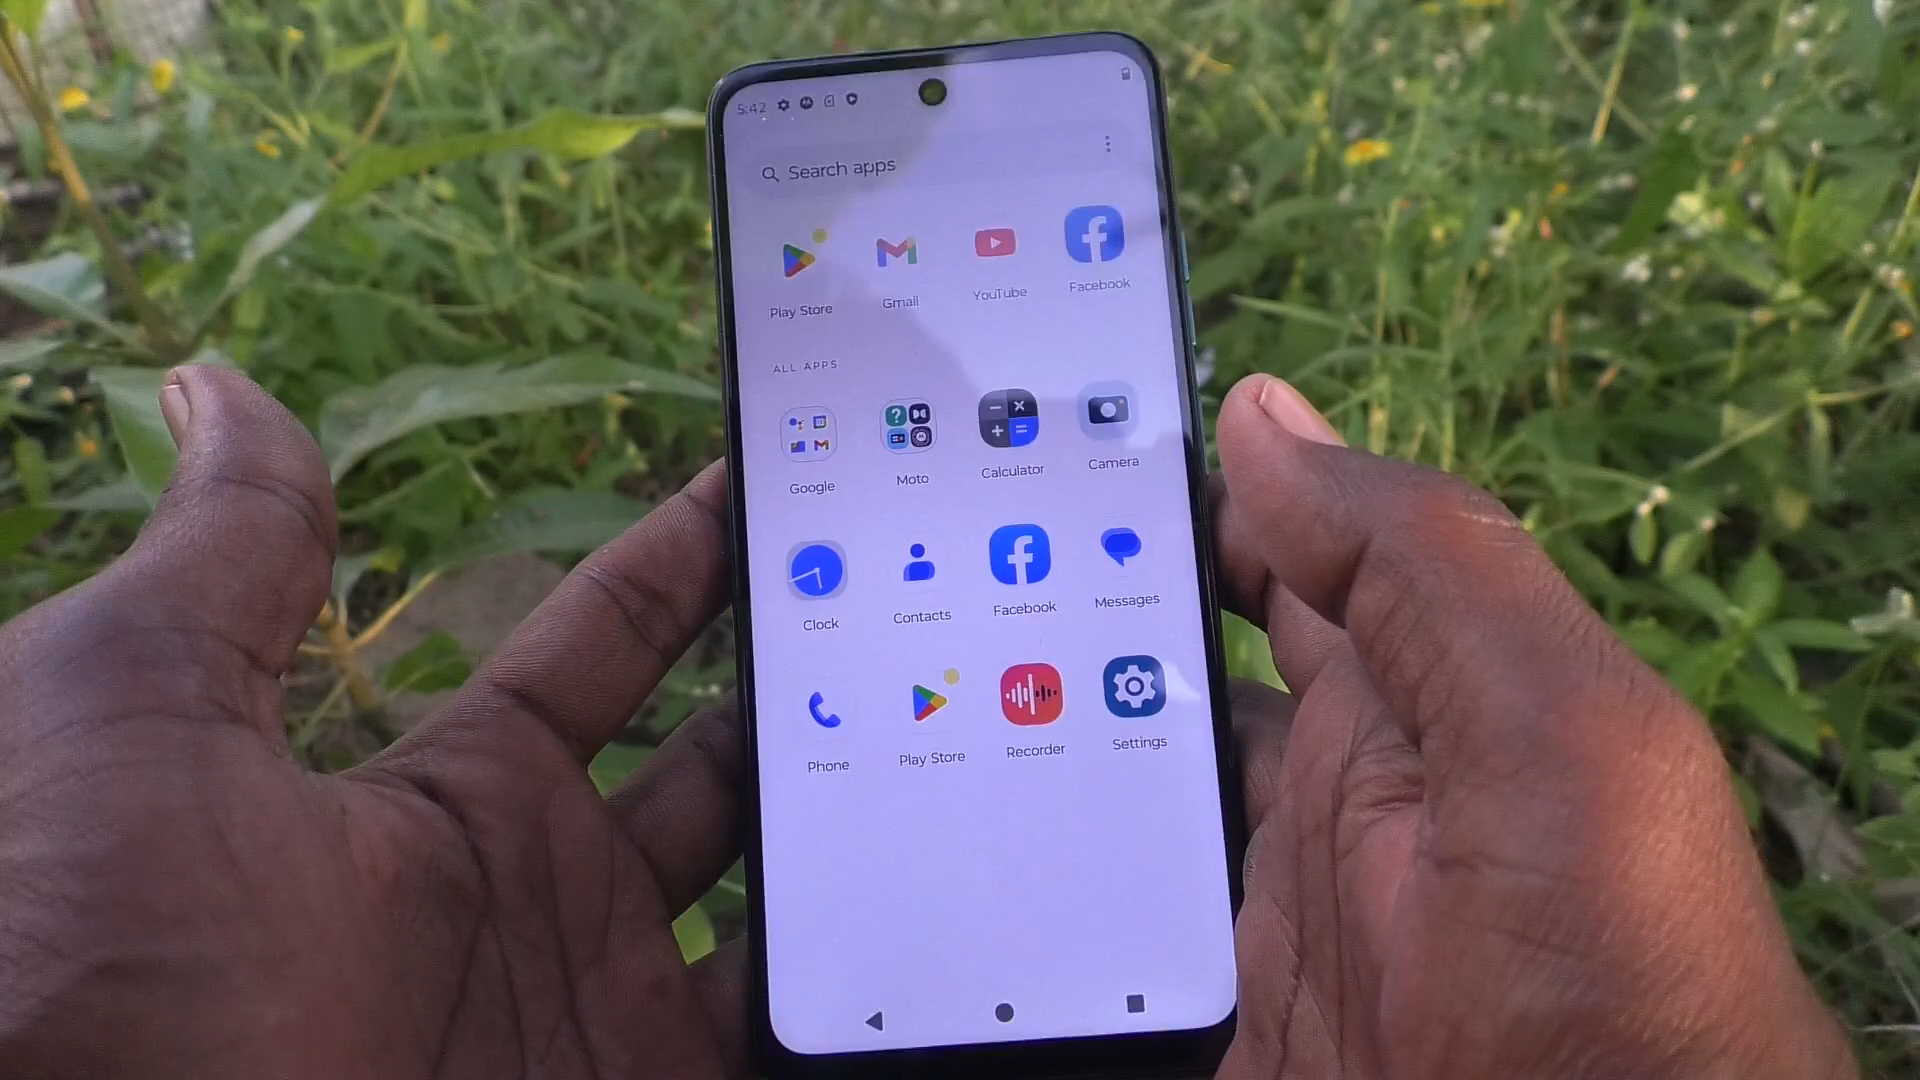 5:42
Search apps
Play Store Gmail YouTube Facebook
ALL APPS
Google Moto Calculator Camera
Clock Contacts Facebook Messages
Phone Play Store Recorder Settings